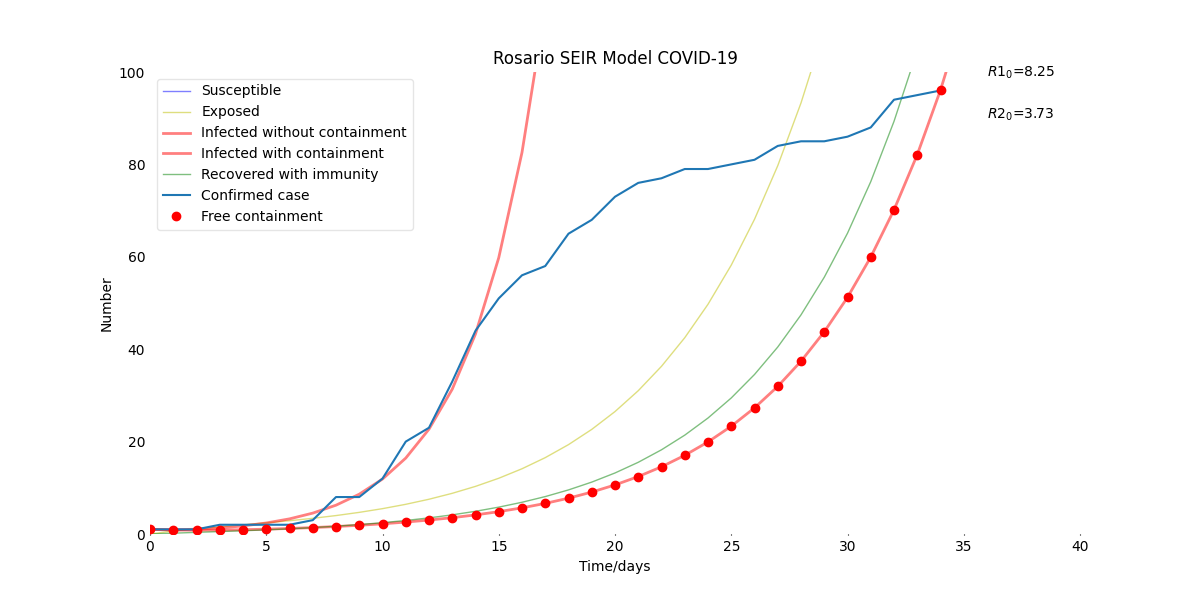 Rosario SEIR Model COVID-19
R1₀=8.25
R2₀=3.73
Susceptible
Exposed
Infected without containment
Infected with containment
Recovered with immunity
Confirmed case
Free containment
100
80
60
40
20
0
Number
0 5 10 15 20 25 30 35 40
Time/days